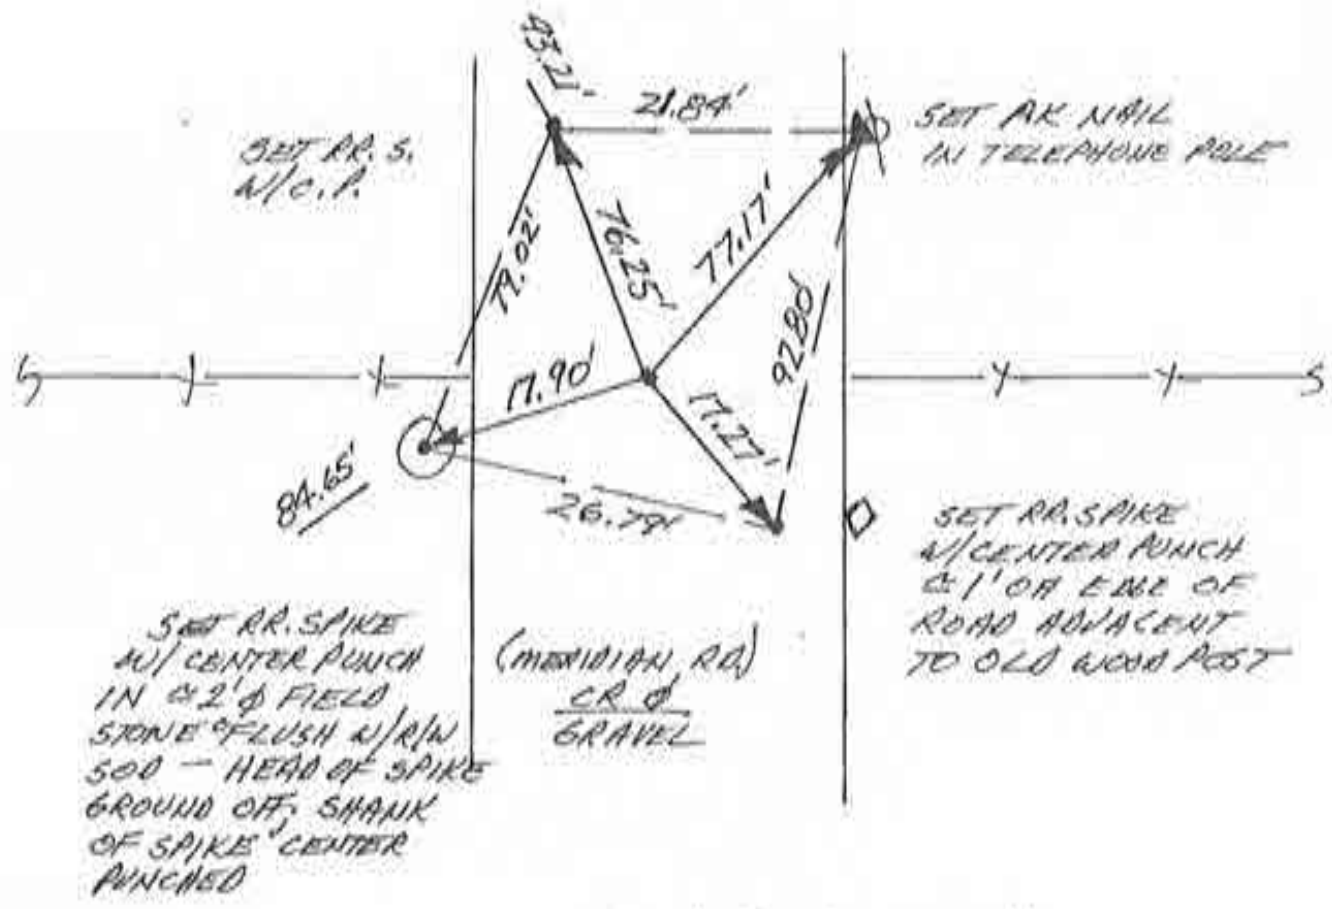 93.21'
21.84'
SET PK NAIL
IN TELEPHONE POLE
SET RR. S.
W/C.P.
79.02'
76.25'
77.17'
92.80'
17.90'
17.27'
84.65'
26.79'
SET RR. SPIKE
W/CENTER PUNCH
≃1' ON EDGE OF
ROAD ADJACENT
TO OLD WOOD POST
SET RR. SPIKE
W/ CENTER PUNCH
IN ≃2'ϕ FIELD
STONE FLUSH W/R/W
SOD - HEAD OF SPIKE
GROUND OFF, SHANK
OF SPIKE CENTER
PUNCHED
(MERIDIAN RD.)
CR 0
GRAVEL